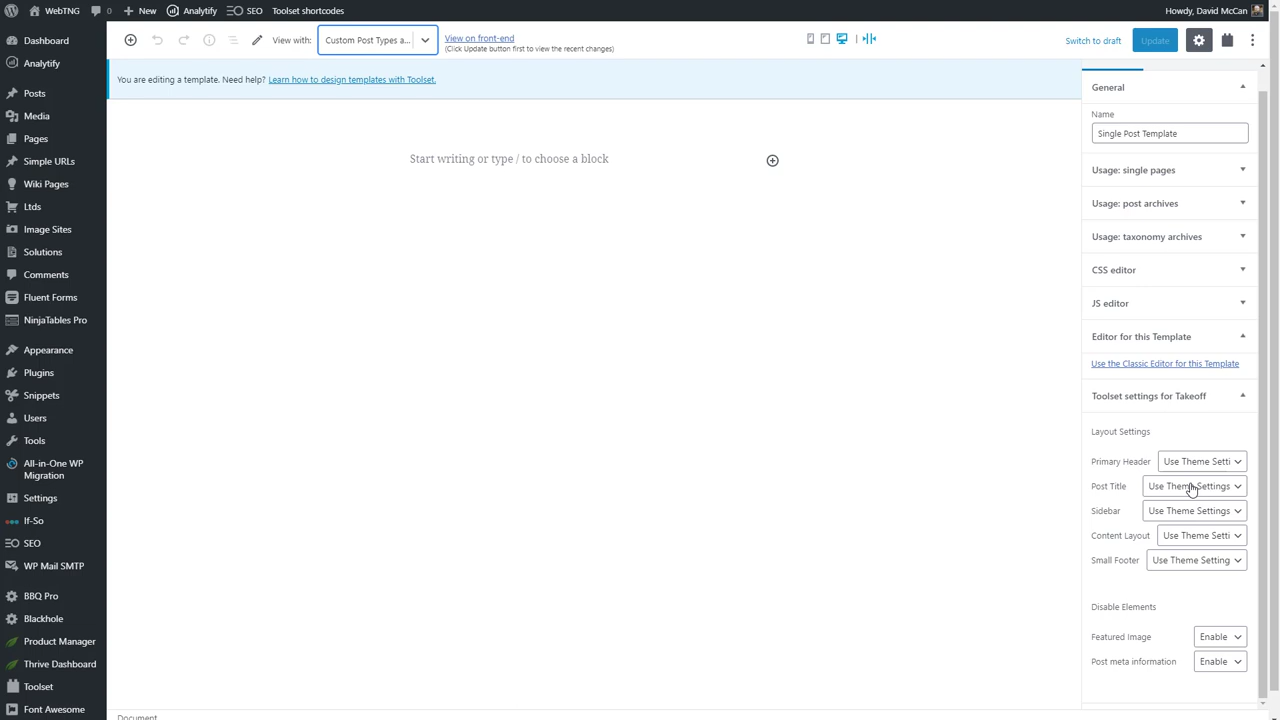 WebTNG
0
New
Analytify
SEO
Toolset shortcodes
Howdy, David McCan
Dashboard
Analytify
Posts
Media
Pages
Simple URLs
Wiki Pages
Ltds
Image Sites
Solutions
Comments
Fluent Forms
NinjaTables Pro
Appearance
Plugins
Snippets
Users
Tools
All-in-One WP
Migration
Settings
If-So
SEO
WP Mail SMTP
BBQ Pro
Blackhole
Product Manager
Thrive Dashboard
Toolset
Font Awesome
View with:
Custom Post Types a...
View on front-end
(Click Update button first to view the recent changes)
Switch to draft
Update
You are editing a template. Need help? Learn how to design templates with Toolset.
Start writing or type / to choose a block
General
Name
Single Post Template
Usage: single pages
Usage: post archives
Usage: taxonomy archives
CSS editor
JS editor
Editor for this Template
Use the Classic Editor for this Template
Toolset settings for Takeoff
Layout Settings
Primary Header
Use Theme Setti
Post Title
Use Theme Settings
Sidebar
Use Theme Settings
Content Layout
Use Theme Setti
Small Footer
Use Theme Setting
Disable Elements
Featured Image
Enable
Post meta information
Enable
Document